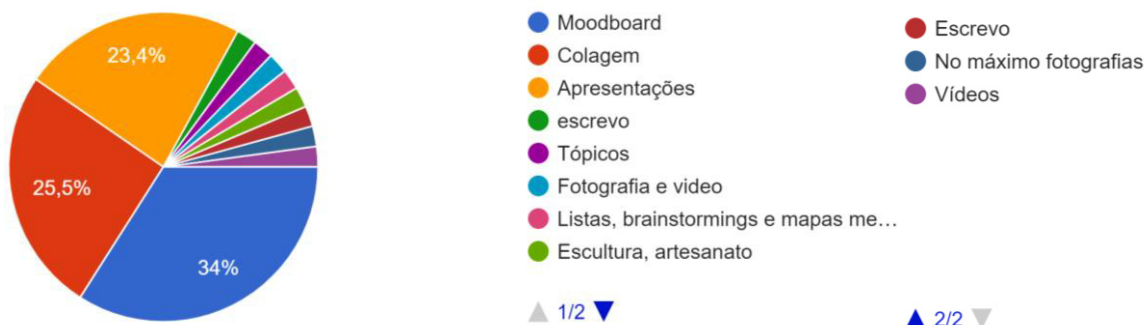 23,4%
25,5%
34%
Moodboard
Colagem
Apresentações
escrevo
Tópicos
Fotografia e video
Listas, brainstormings e mapas me…
Escultura, artesanato
1/2
Escrevo
No máximo fotografias
Vídeos
2/2